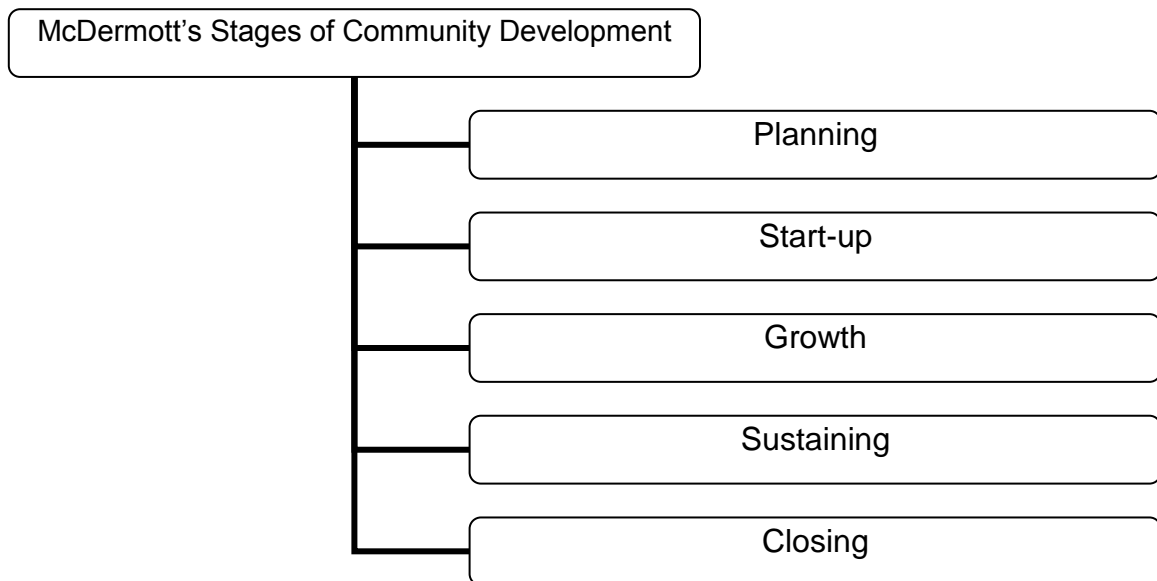 McDermott’s Stages of Community Development
Planning
Start-up
Growth
Sustaining
Closing